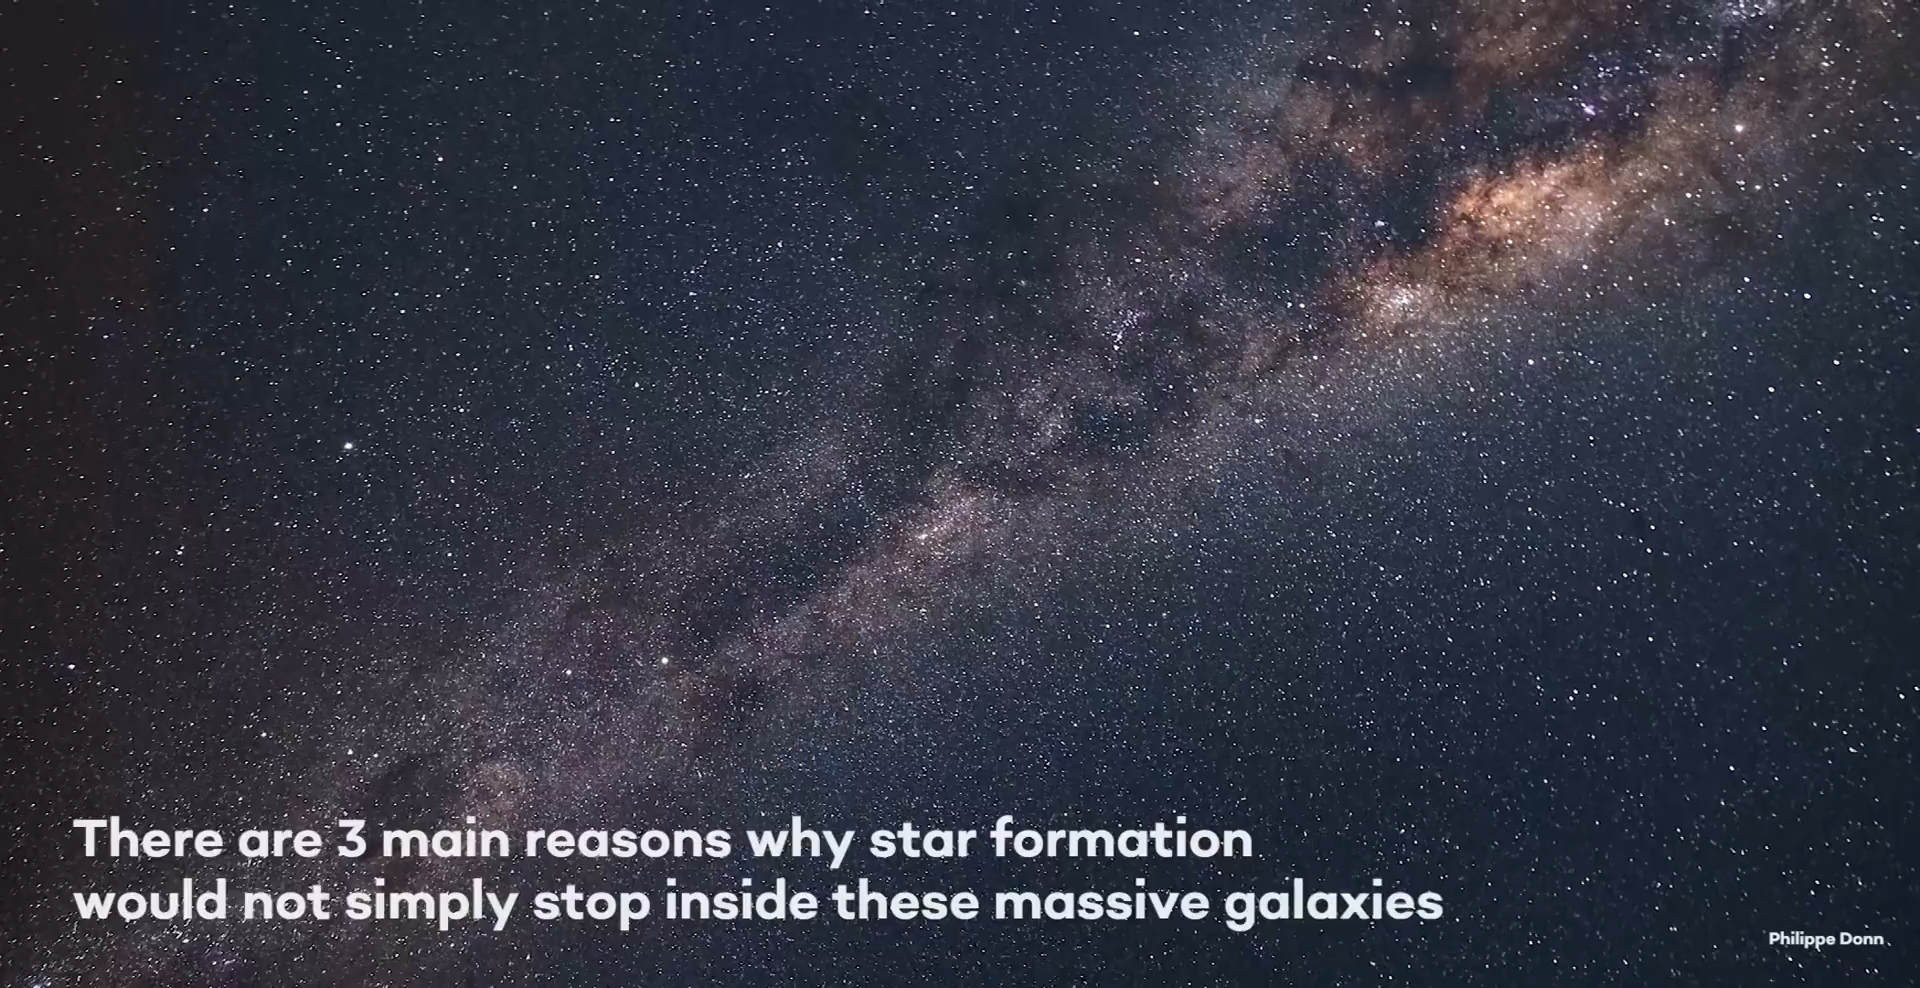 There are 3 main reasons why star formation
would not simply stop inside these massive galaxies
Philippe Donn